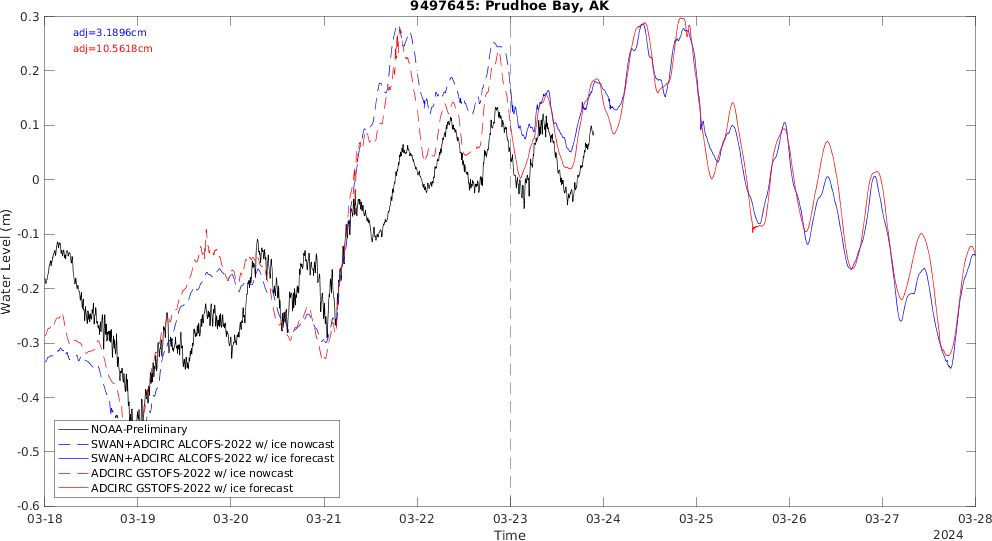 9497645: Prudhoe Bay, AK
adj=3.1896cm
adj=10.5618cm
0.3
0.2
0.1
0
-0.1
-0.2
-0.3
-0.4
-0.5
-0.6
Water Level (m)
NOAA-Preliminary
SWAN+ADCIRC ALCOFS-2022 w/ ice nowcast
SWAN+ADCIRC ALCOFS-2022 w/ ice forecast
ADCIRC GSTOFS-2022 w/ ice nowcast
ADCIRC GSTOFS-2022 w/ ice forecast
03-18 03-19 03-20 03-21 03-22 03-23 03-24 03-25 03-26 03-27 03-28
Time
2024